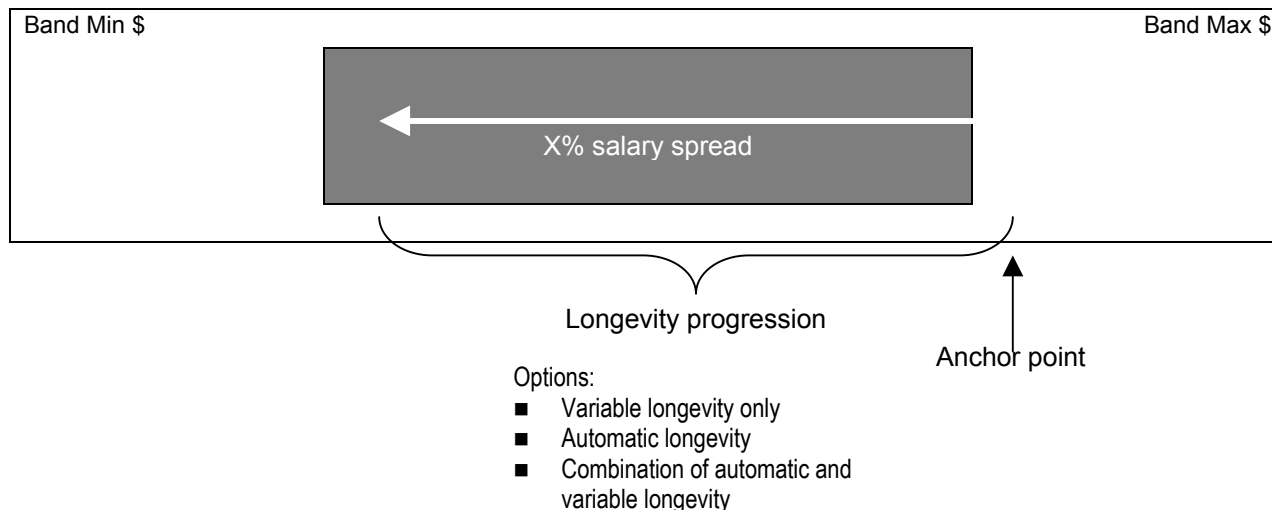 Band Min $
Band Max $
X% salary spread
Longevity progression
Anchor point
Options:
■ Variable longevity only
■ Automatic longevity
■ Combination of automatic and
variable longevity